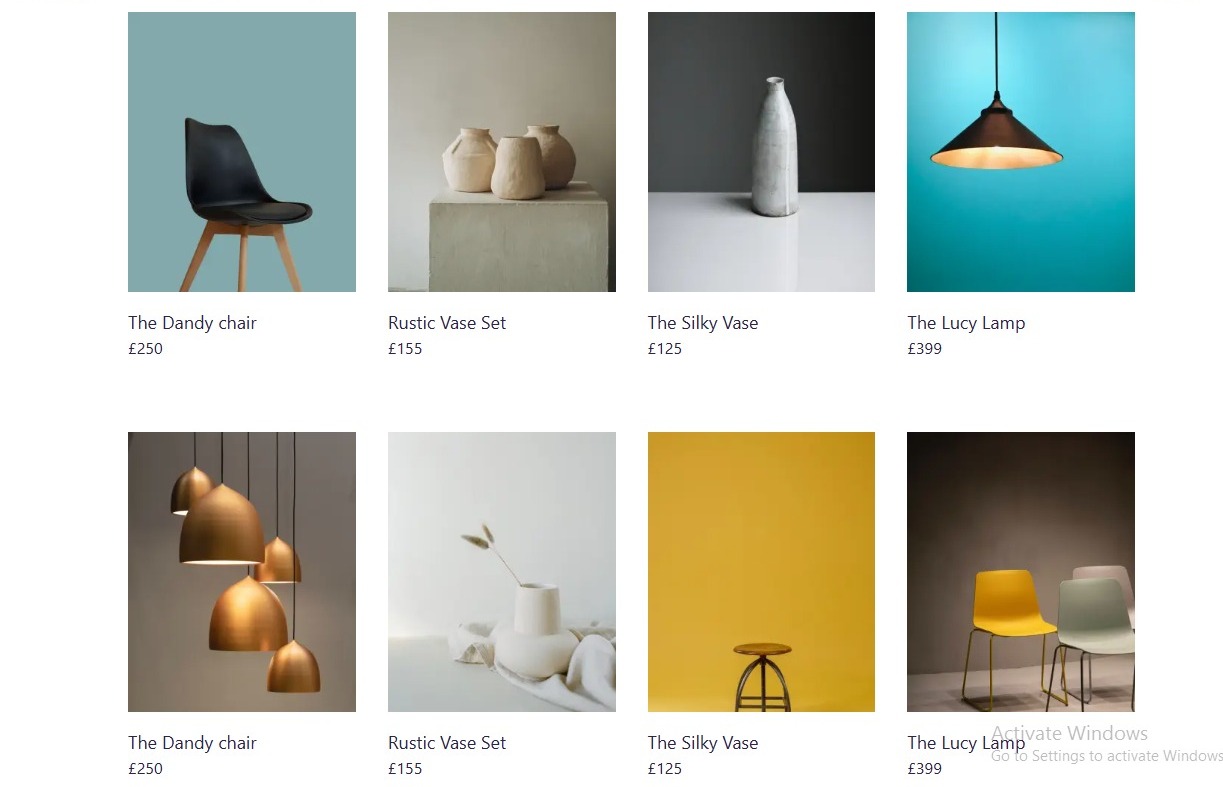 The Dandy chair
£250
Rustic Vase Set
£155
The Silky Vase
£125
The Lucy Lamp
£399
The Dandy chair
£250
Rustic Vase Set
£155
The Silky Vase
£125
The Lucy Lamp
£399
Activate Windows
Go to Settings to activate Windows